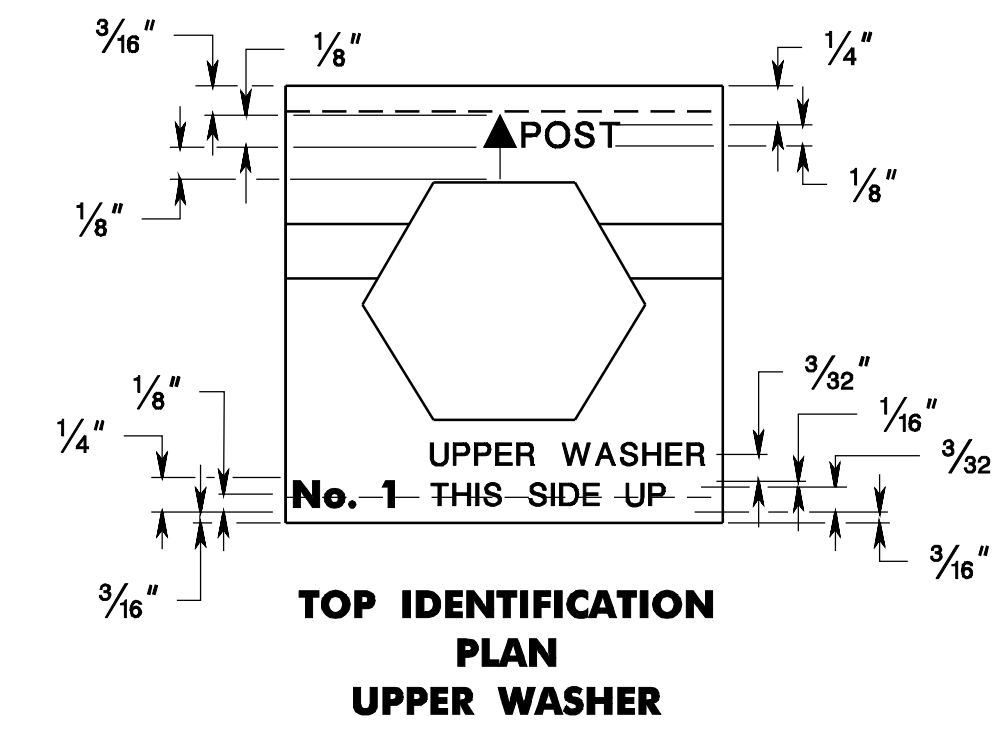 3/16"
1/8"
1/4"
POST
1/8"
1/8"
3/32"
1/8"
1/16"
1/4"
UPPER WASHER
3/32
No. 1 THIS SIDE UP
3/16"
3/16"
TOP IDENTIFICATION
PLAN
UPPER WASHER